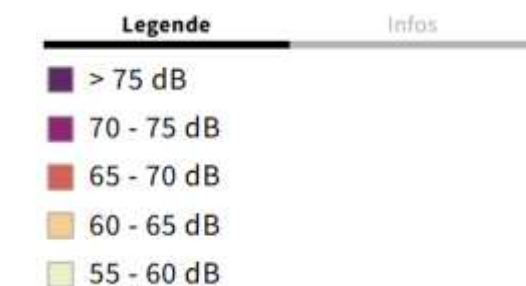 Legende Infos
> 75 dB
70 - 75 dB
65 - 70 dB
60 - 65 dB
55 - 60 dB